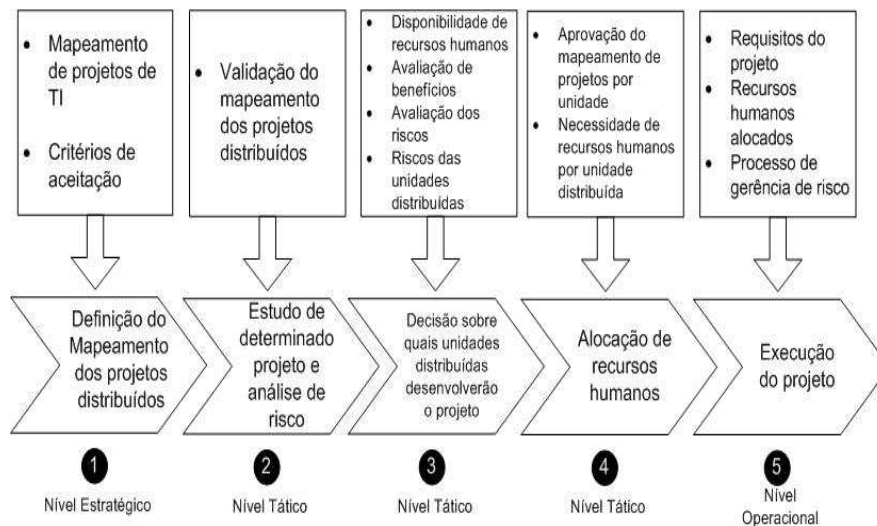 • Mapeamento
de projetos de
TI
• Critérios de
aceitação
• Validação do
mapeamento
dos projetos
distribuídos
• Disponibilidade de
recursos humanos
• Avaliação de
benefícios
• Avaliação dos
riscos
• Riscos das
unidades
distribuídas
• Aprovação do
mapeamento de
projetos por
unidade
• Necessidade de
recursos humanos
por unidade
distribuída
• Requisitos do
projeto
• Recursos
humanos
alocados
• Processo de
gerência de risco
Definição do
Mapeamento
dos projetos
distribuídos
Estudo de
determinado
projeto e
análise de
risco
Decisão sobre
quais unidades
distribuídas
desenvolverão
o projeto
Alocação de
recursos
humanos
Execução
do projeto
1
Nível Estratégico
2
Nível Tático
3
Nível Tático
4
Nível Tático
5
Nível
Operacional